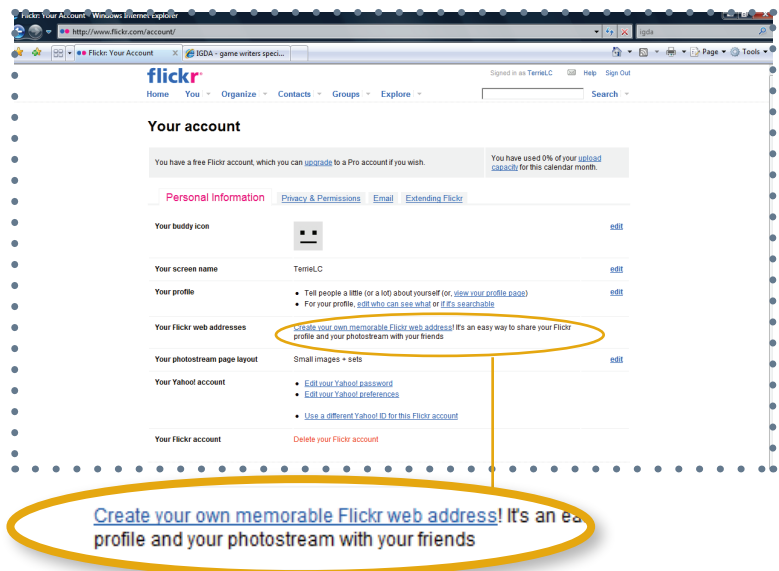 Flickr: Your Account - Windows Internet Explorer
http://www.flickr.com/account/
igda
Flickr: Your Account
IGDA - game writers speci...
Page
Tools
flickr
Signed in as TerrieLC Help Sign Out
Home You Organize Contacts Groups Explore
Search
Your account
You have a free Flickr account, which you can upgrade to a Pro account if you wish.
You have used 0% of your upload
capacity for this calendar month.
Personal Information Privacy & Permissions Email Extending Flickr
Your buddy icon
edit
Your screen name TerrieLC edit
Your profile
• Tell people a little (or a lot) about yourself (or, view your profile page) edit
• For your profile, edit who can see what or if it's searchable
Your Flickr web addresses Create your own memorable Flickr web address! It's an easy way to share your Flickr
profile and your photostream with your friends
Your photostream page layout Small images + sets edit
Your Yahoo! account
• Edit your Yahoo! password
• Edit your Yahoo! preferences
• Use a different Yahoo! ID for this Flickr account
Your Flickr account Delete your Flickr account
Create your own memorable Flickr web address! It's an ea
profile and your photostream with your friends